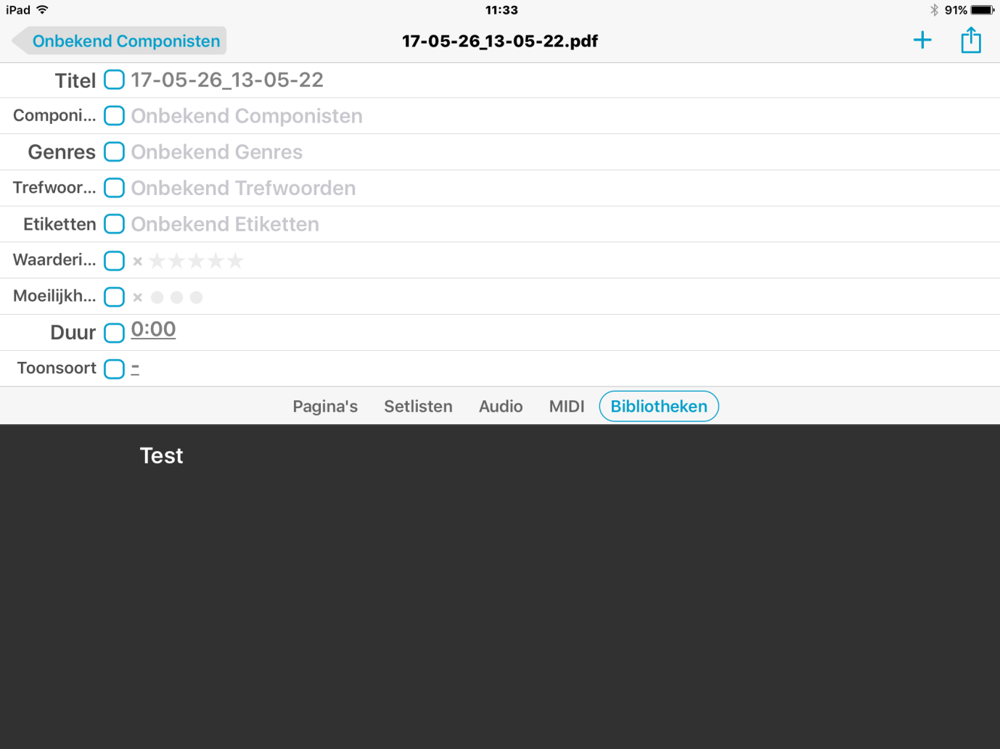 iPad 11:33 91%
Onbekend Componisten 17-05-26_13-05-22.pdf
Titel 17-05-26_13-05-22
Componi... Onbekend Componisten
Genres Onbekend Genres
Trefwoor... Onbekend Trefwoorden
Etiketten Onbekend Etiketten
Waarderi... × ★★★★★
Moeilijkh... × ●●●
Duur 0:00
Toonsoort -
Pagina's Setlisten Audio MIDI Bibliotheken
Test